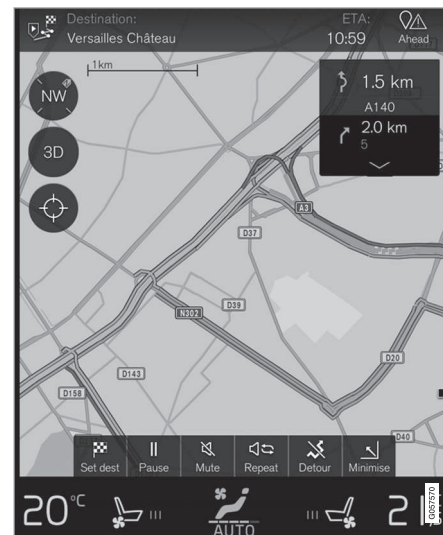 Destination:
Versailles Château
ETA:
10:59
Ahead
1km
NW
3D
1.5 km
A140
2.0 km
5
A3
D37
D39
N302
D143
D20
D158
D40
Set dest
Pause
Mute
Repeat
Detour
Minimise
20°C
AUTO
G057570